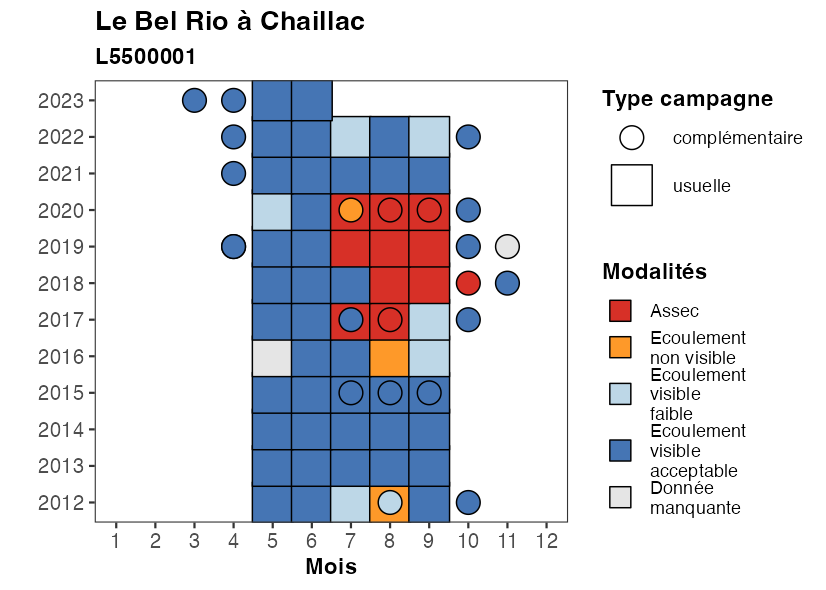 Le Bel Rio à Chaillac
L5500001
2023
2022
2021
2020
2019
2018
2017
2016
2015
2014
2013
2012
1 2 3 4 5 6 7 8 9 10 11 12
Mois
Type campagne
complémentaire
usuelle
Modalités
Assec
Ecoulement
non visible
Ecoulement
visible
faible
Ecoulement
visible
acceptable
Donnée
manquante